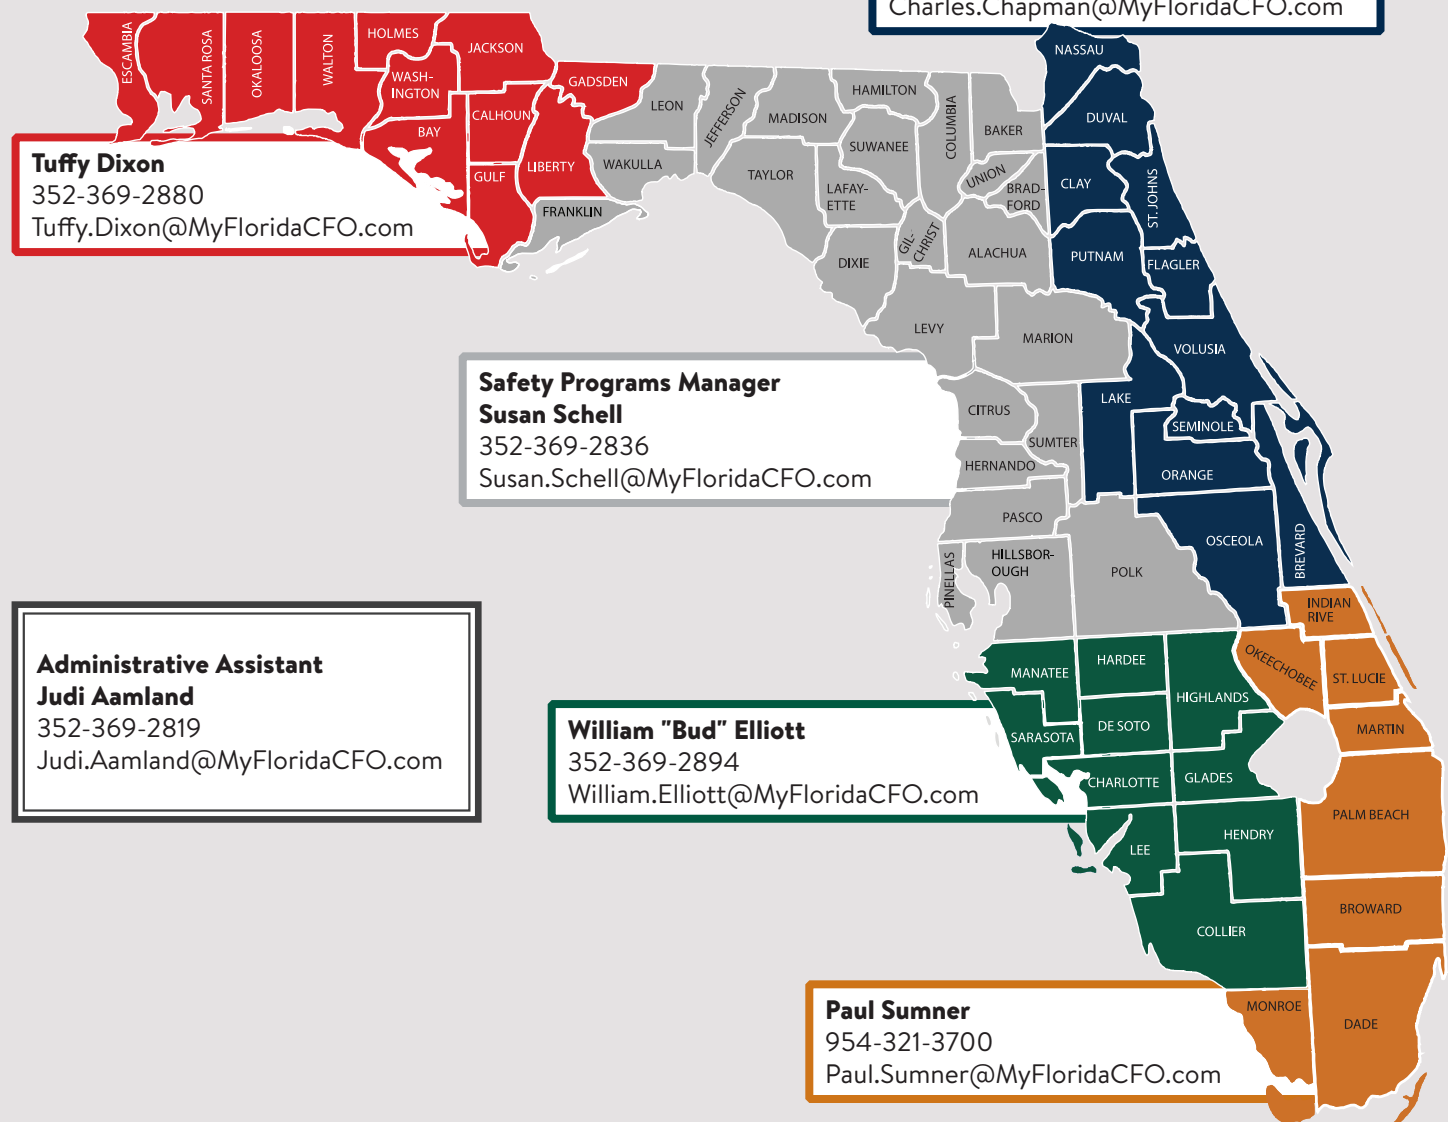 Charles.Chapman@MyFloridaCFO.com
ESCAMBIA
SANTA ROSA
OKALOOSA
WALTON
HOLMES
WASH-
INGTON
JACKSON
BAY
CALHOUN
GULF
LIBERTY
GADSDEN
FRANKLIN
LEON
WAKULLA
JEFFERSON
MADISON
TAYLOR
HAMILTON
SUWANEE
LAFAY-
ETTE
DIXIE
COLUMBIA
GIL-
CHRIST
BAKER
UNION
BRAD-
FORD
ALACHUA
LEVY
MARION
NASSAU
DUVAL
CLAY
ST. JOHNS
PUTNAM
FLAGLER
VOLUSIA
Tuffy Dixon
352-369-2880
Tuffy.Dixon@MyFloridaCFO.com
Safety Programs Manager
Susan Schell
352-369-2836
Susan.Schell@MyFloridaCFO.com
CITRUS
SUMTER
HERNANDO
PASCO
PINELLAS
HILLSBOR-
OUGH
POLK
LAKE
SEMINOLE
ORANGE
OSCEOLA
BREVARD
INDIAN
RIVE
OKEECHOBEE
ST. LUCIE
MARTIN
Administrative Assistant
Judi Aamland
352-369-2819
Judi.Aamland@MyFloridaCFO.com
William "Bud" Elliott
352-369-2894
William.Elliott@MyFloridaCFO.com
MANATEE
HARDEE
HIGHLANDS
SARASOTA
DE SOTO
CHARLOTTE
GLADES
LEE
HENDRY
COLLIER
PALM BEACH
BROWARD
MONROE
DADE
Paul Sumner
954-321-3700
Paul.Sumner@MyFloridaCFO.com